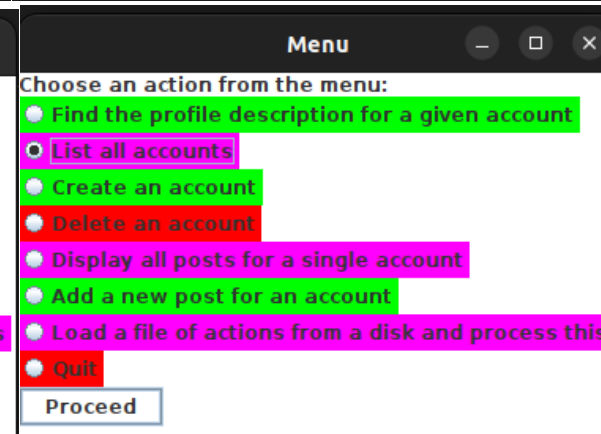 Menu
Choose an action from the menu:
Find the profile description for a given account
List all accounts
Create an account
Delete an account
Display all posts for a single account
Add a new post for an account
Load a file of actions from a disk and process this
Quit
Proceed